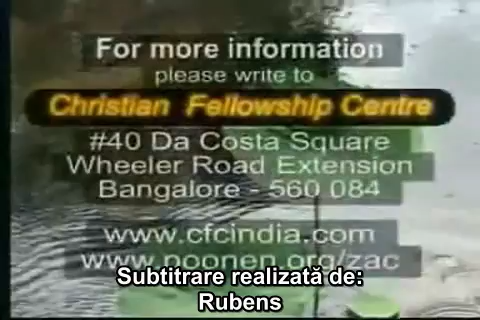 For more information
please write to
Christian Fellowship Centre
#40 Da Costa Square
Wheeler Road Extension
Bangalore - 560 084
www.cfcindia.com
www.poonen.org/zac
Subtitrare realizată de:
Rubens